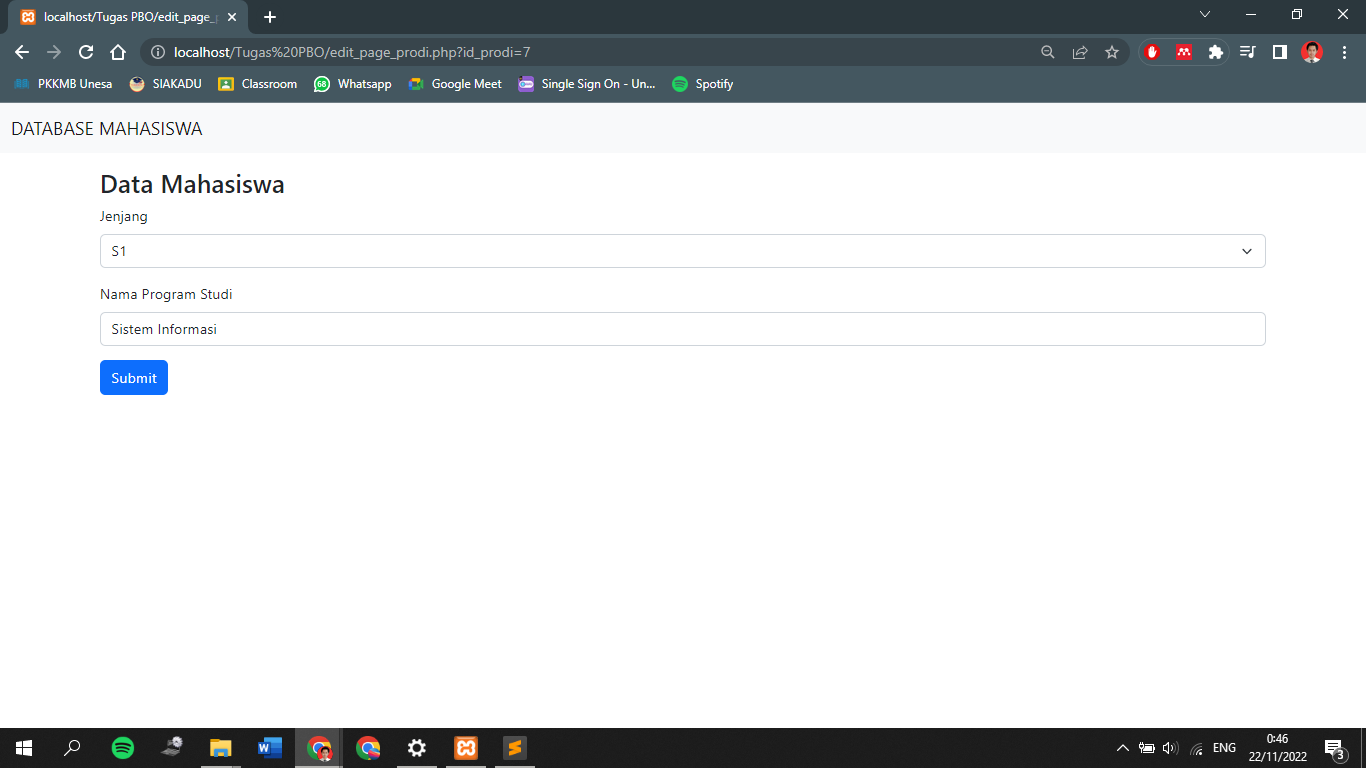 localhost/Tugas PBO/edit_page_
localhost/Tugas%20PBO/edit_page_prodi.php?id_prodi=7
PKKMB Unesa SIAKADU Classroom 68 Whatsapp Google Meet Single Sign On - Un... Spotify
DATABASE MAHASISWA
Data Mahasiswa
Jenjang
S1
Nama Program Studi
Sistem Informasi
Submit
ENG
0:46
22/11/2022
3